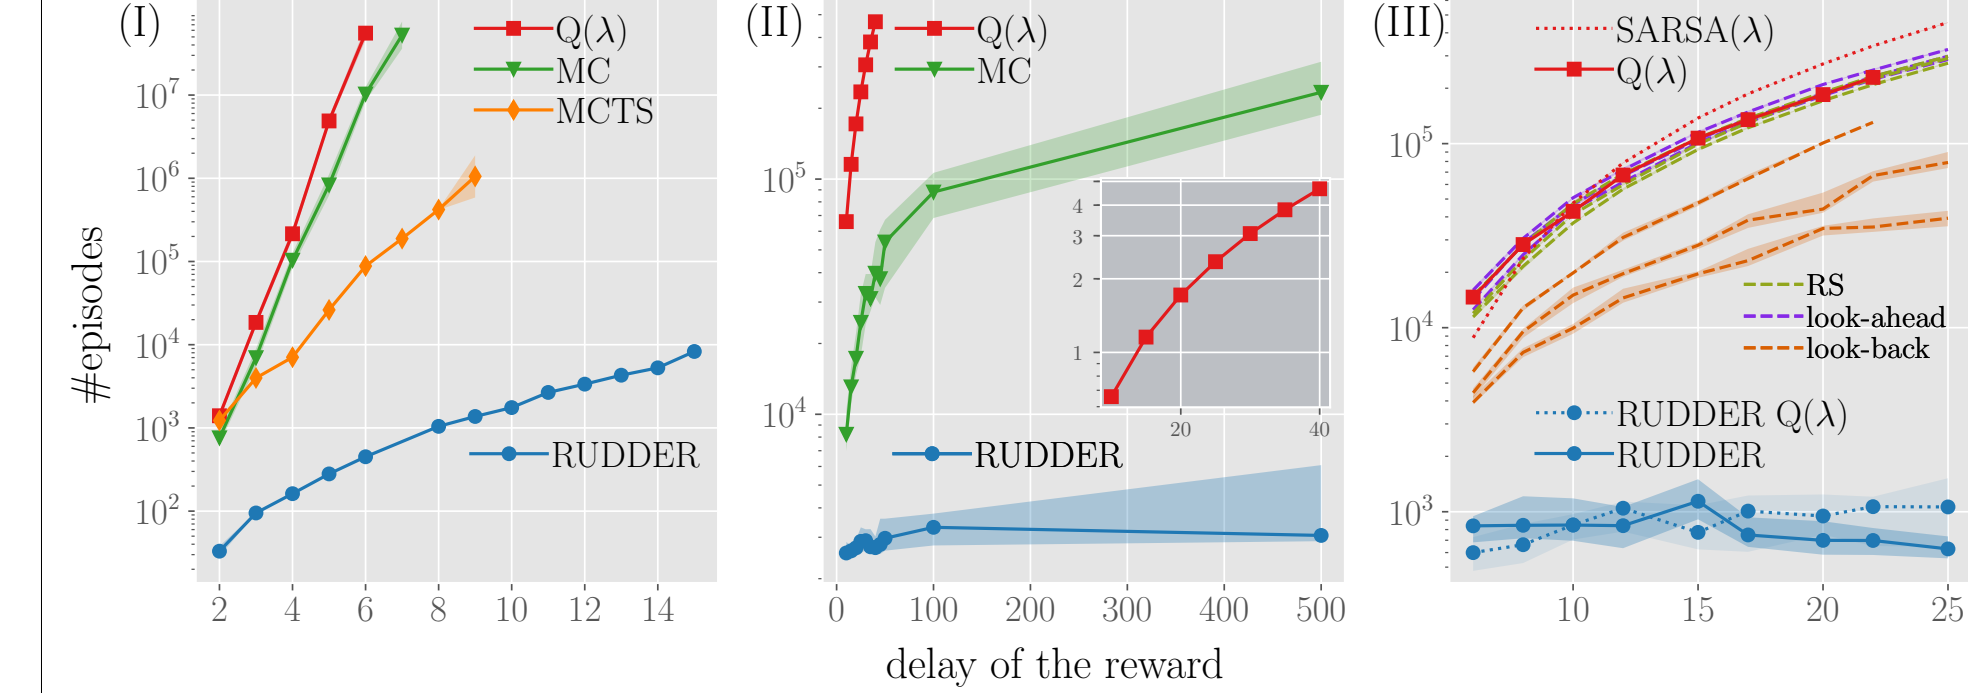 (I)
#episodes
10^7
10^6
10^5
10^4
10^3
10^2
Q(λ)
MC
MCTS
RUDDER
2 4 6 8 10 12 14
(II)
10^5
10^4
Q(λ)
MC
RUDDER
4
3
2
1
20 40
0 100 200 300 400 500
delay of the reward
(III)
10^5
10^4
10^3
SARSA(λ)
Q(λ)
RS
look-ahead
look-back
RUDDER Q(λ)
RUDDER
10 15 20 25